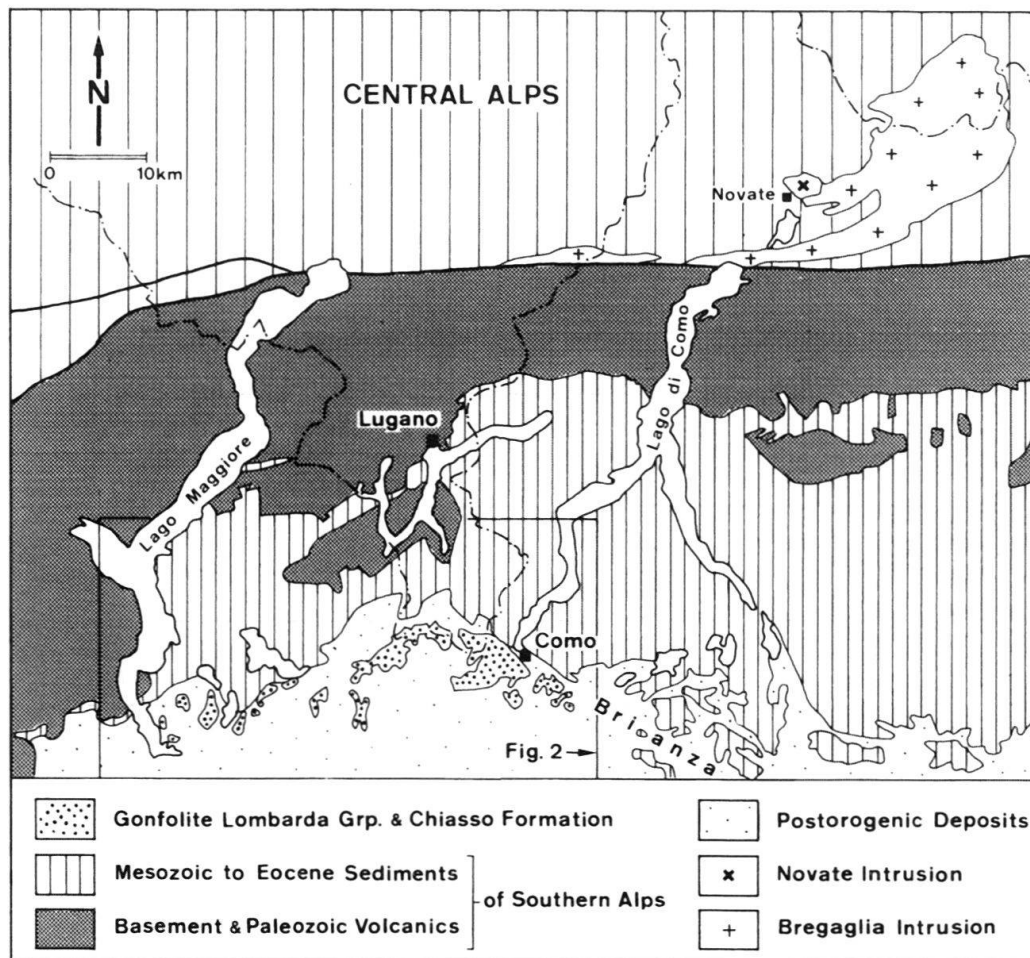 N
CENTRAL ALPS
0 10km
Novate
Lago di Como
Lugano
Lago Maggiore
Como
Brianza
Fig. 2
Gonfolite Lombarda Grp. & Chiasso Formation
Mesozoic to Eocene Sediments
Basement & Paleozoic Volcanics
of Southern Alps
Postorogenic Deposits
Novate Intrusion
Bregaglia Intrusion